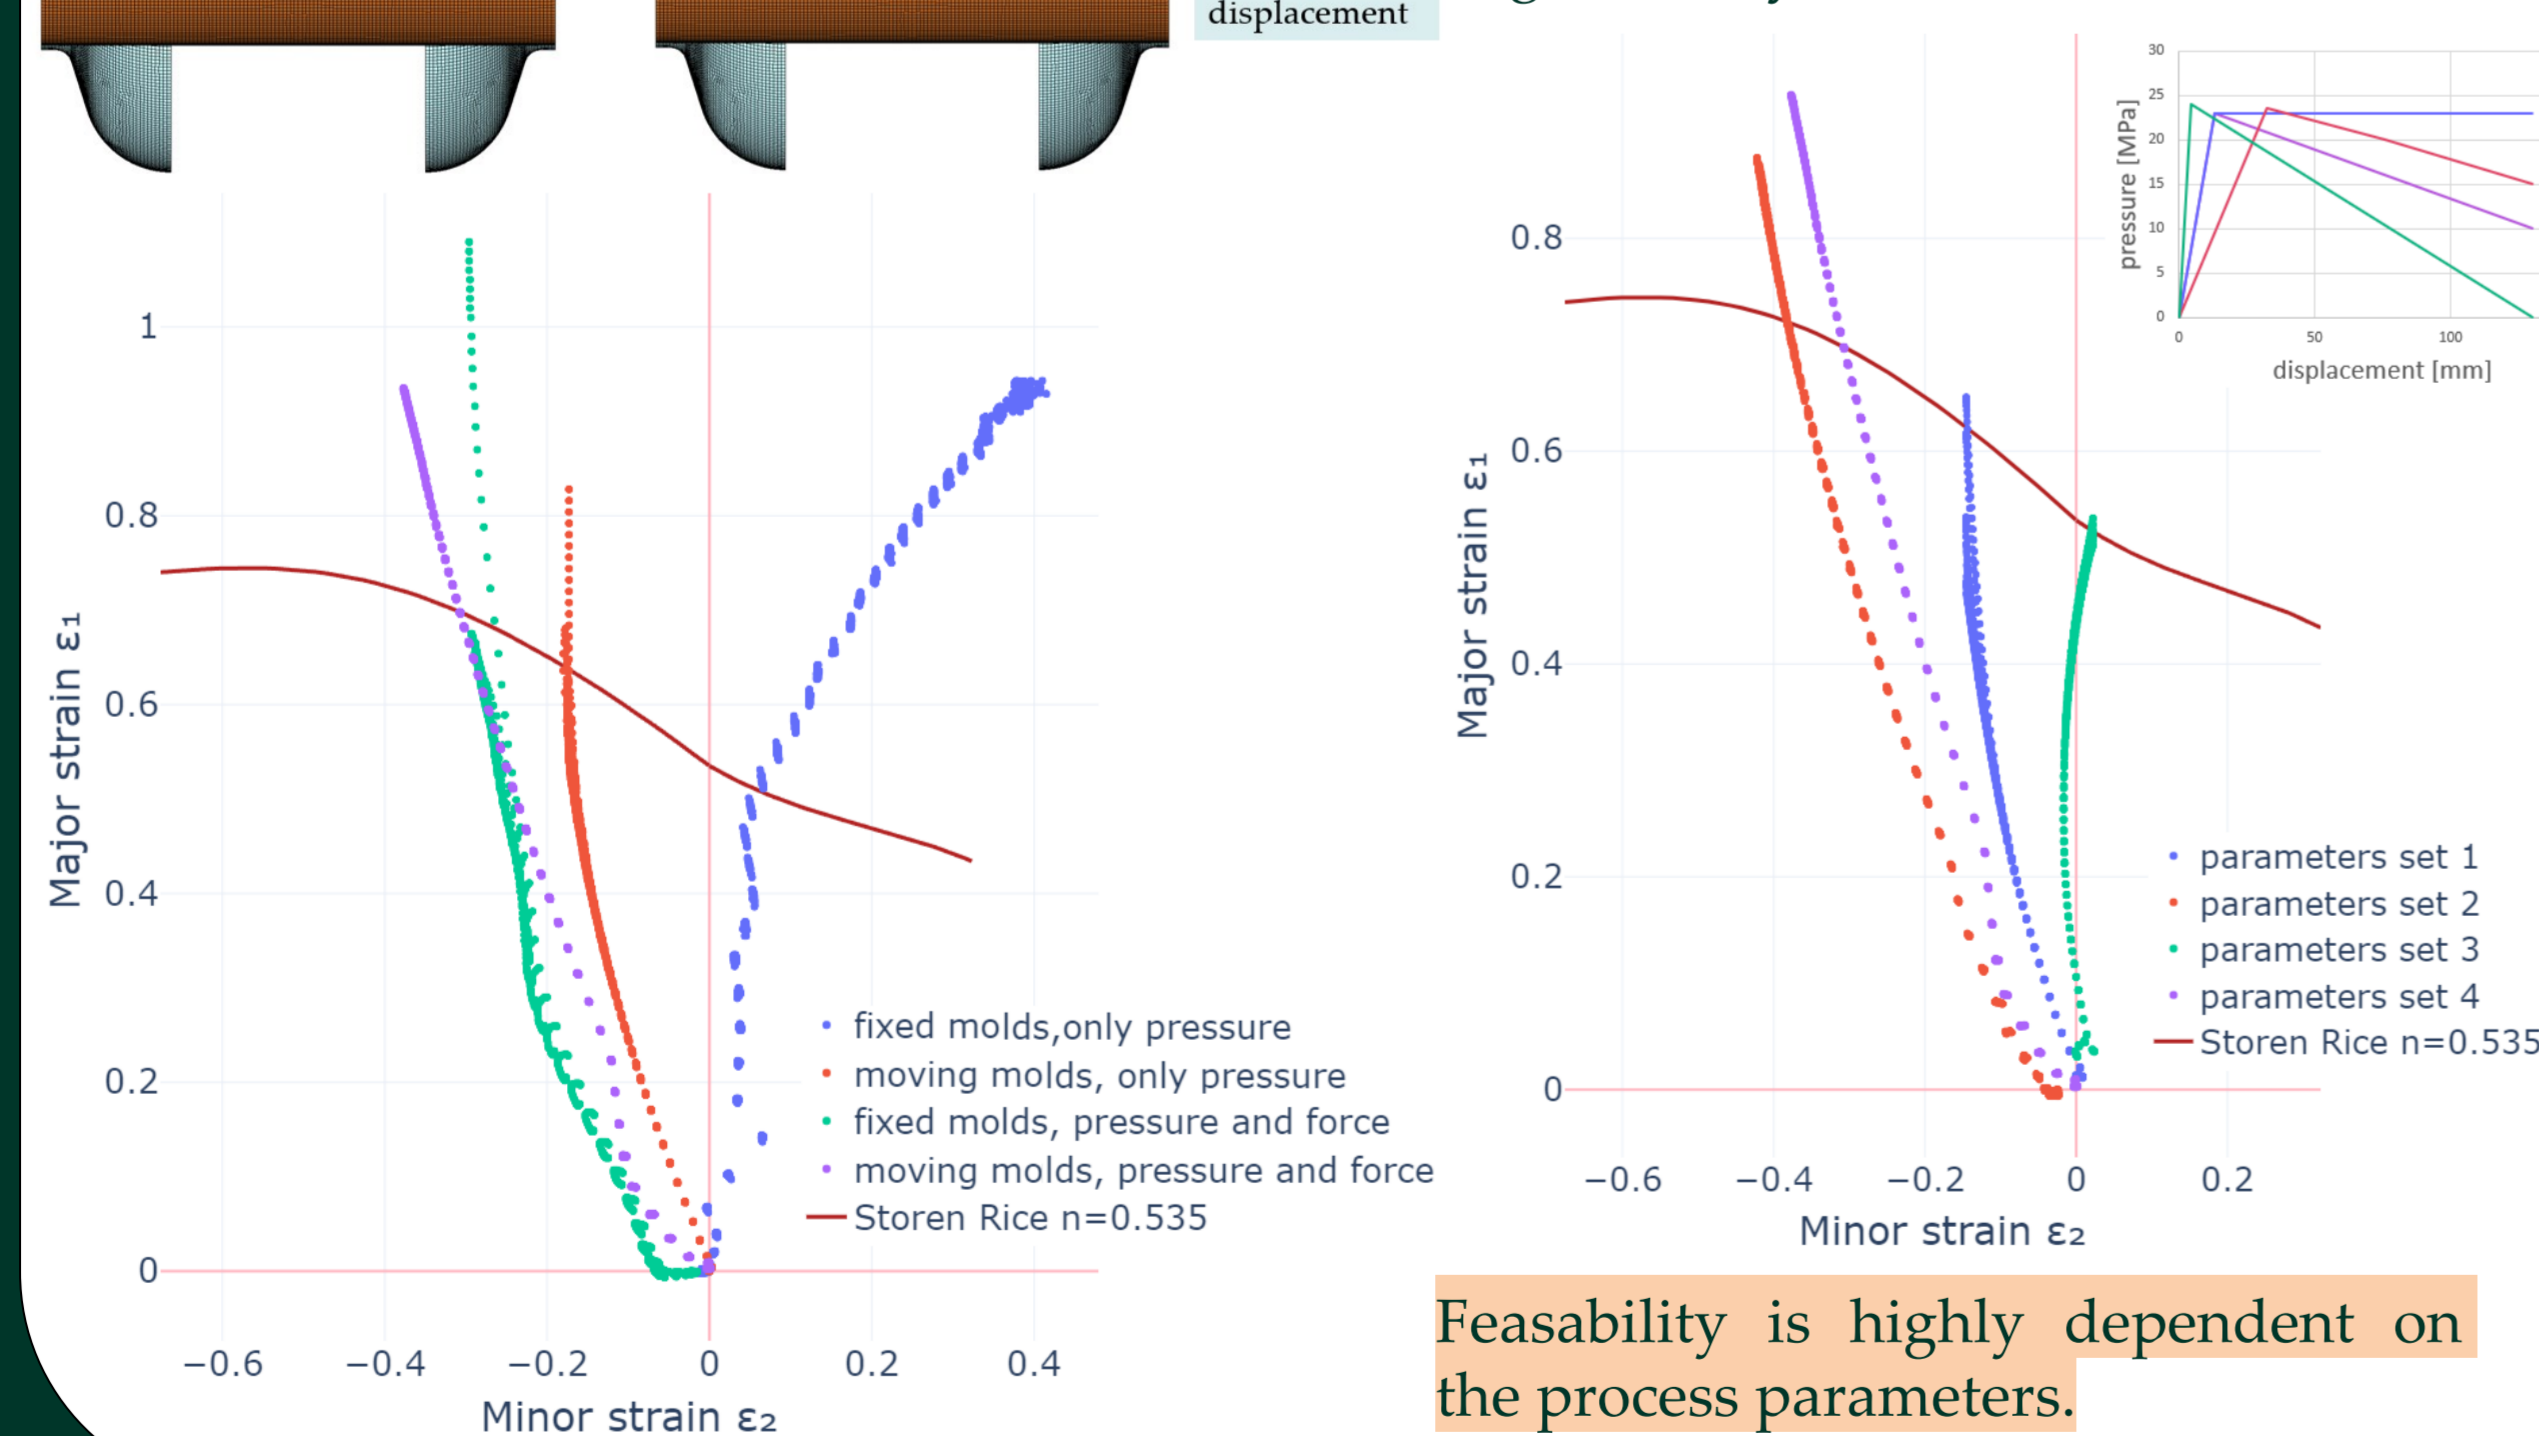 displacement
1
0.8
0.6
0.4
0.2
0
−0.6
−0.4
−0.2
0
0.2
0.4
Major strain ε₁
Minor strain ε₂
fixed molds,only pressure
moving molds, only pressure
fixed molds, pressure and force
moving molds, pressure and force
Storen Rice n=0.535
30
25
20
15
10
5
0
0
50
100
pressure [MPa]
displacement [mm]
0.8
0.6
0.4
0.2
0
−0.6
−0.4
−0.2
0
0.2
Major strain ε₁
Minor strain ε₂
parameters set 1
parameters set 2
parameters set 3
parameters set 4
Storen Rice n=0.535
Feasability is highly dependent on
the process parameters.